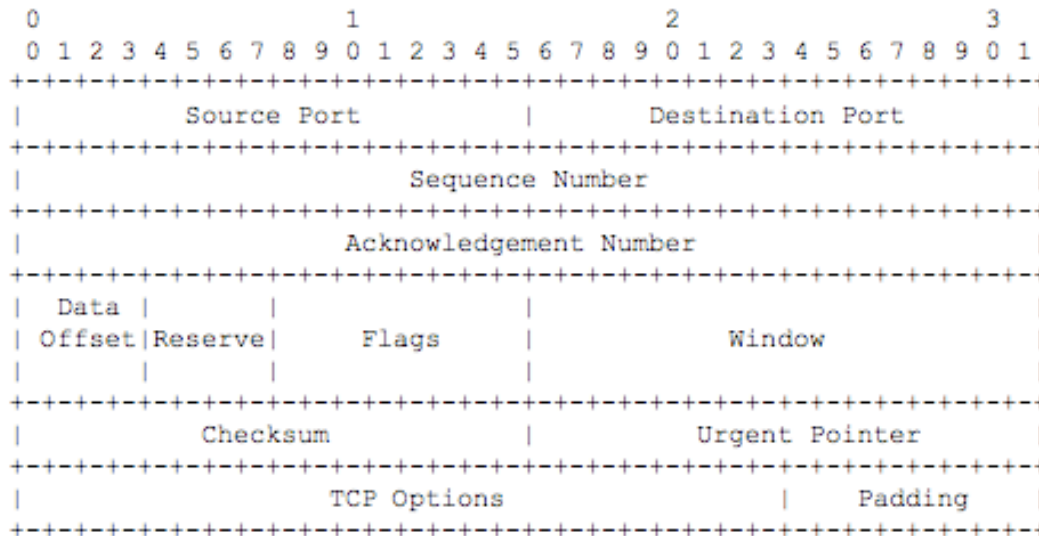 0                   1                   2                   3
 0 1 2 3 4 5 6 7 8 9 0 1 2 3 4 5 6 7 8 9 0 1 2 3 4 5 6 7 8 9 0 1
+-+-+-+-+-+-+-+-+-+-+-+-+-+-+-+-+-+-+-+-+-+-+-+-+-+-+-+-+-+-+-+-
|          Source Port          |       Destination Port        |
+-+-+-+-+-+-+-+-+-+-+-+-+-+-+-+-+-+-+-+-+-+-+-+-+-+-+-+-+-+-+-+-
|                        Sequence Number                        |
+-+-+-+-+-+-+-+-+-+-+-+-+-+-+-+-+-+-+-+-+-+-+-+-+-+-+-+-+-+-+-+-
|                    Acknowledgement Number                     |
+-+-+-+-+-+-+-+-+-+-+-+-+-+-+-+-+-+-+-+-+-+-+-+-+-+-+-+-+-+-+-+-
|  Data |       |               |                               |
| Offset|Reserve|     Flags     |            Window             |
|       |       |               |                               |
+-+-+-+-+-+-+-+-+-+-+-+-+-+-+-+-+-+-+-+-+-+-+-+-+-+-+-+-+-+-+-+-
|           Checksum            |          Urgent Pointer       |
+-+-+-+-+-+-+-+-+-+-+-+-+-+-+-+-+-+-+-+-+-+-+-+-+-+-+-+-+-+-+-+-
|                   TCP Options                 |    Padding    |
+-+-+-+-+-+-+-+-+-+-+-+-+-+-+-+-+-+-+-+-+-+-+-+-+-+-+-+-+-+-+-+-